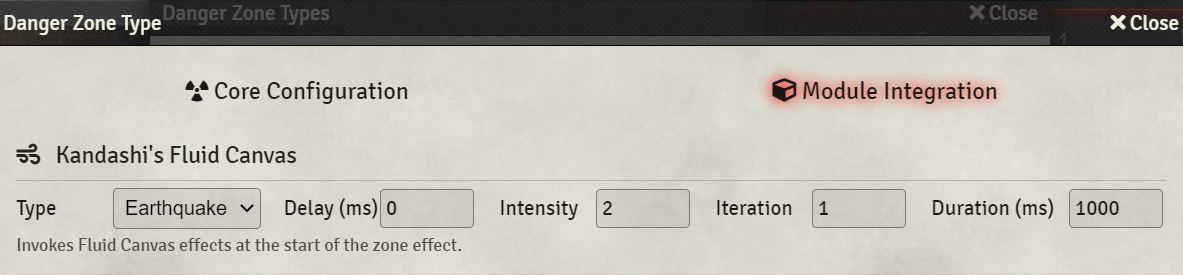 Danger Zone Types
Close
Danger Zone Type
Close
1
Core Configuration
Module Integration
Kandashi's Fluid Canvas
Type Earthquake Delay (ms) 0 Intensity 2 Iteration 1 Duration (ms) 1000
Invokes Fluid Canvas effects at the start of the zone effect.